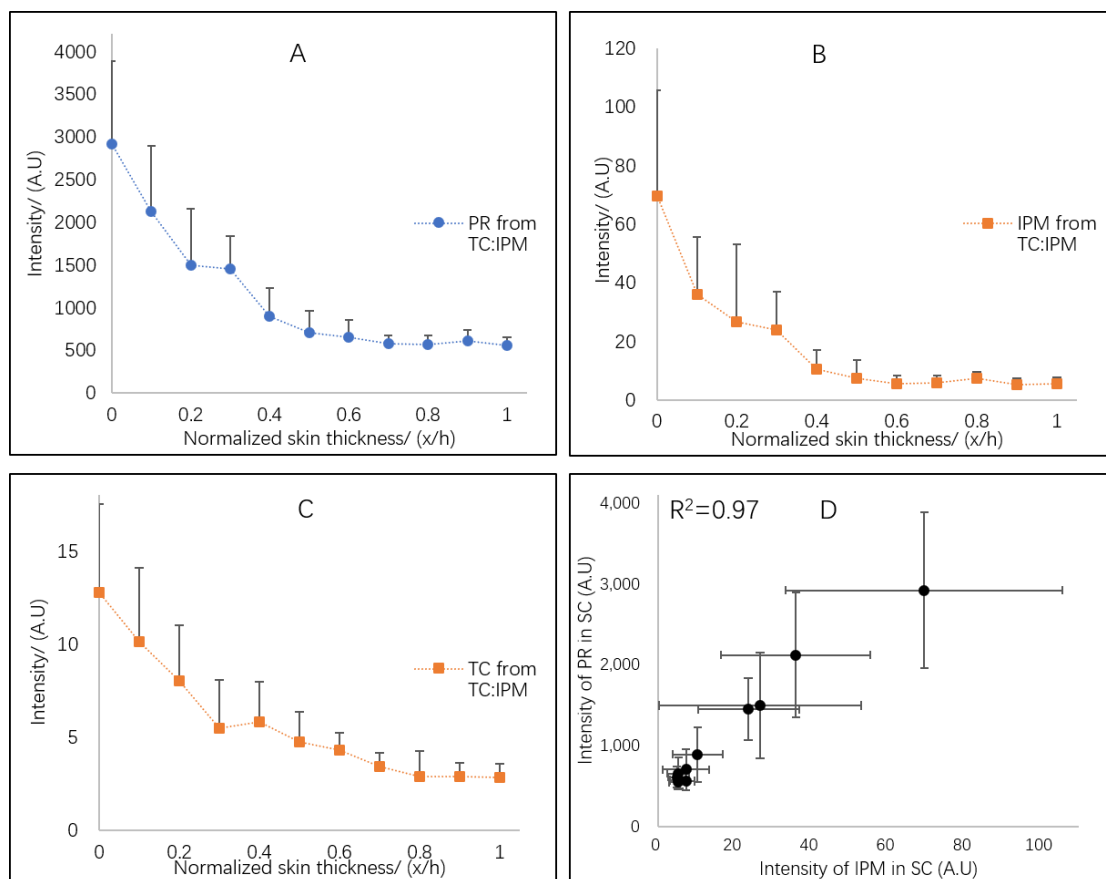 A
4000
3500
3000
2500
2000
1500
1000
500
0
Intensity/ (A.U)
PR from
TC:IPM
0 0.2 0.4 0.6 0.8 1
Normalized skin thickness/ (x/h)
B
120
100
80
60
40
20
0
Intensity/ (A.U)
IPM from
TC:IPM
0 0.2 0.4 0.6 0.8 1
Normalized skin thickness/ (x/h)
C
15
10
5
0
Intensity/ (A.U)
TC from
TC:IPM
0 0.2 0.4 0.6 0.8 1
Normalized skin thickness/ (x/h)
R²=0.97 D
4,000
3,000
2,000
1,000
0
Intensity of PR in SC (A.U)
0 20 40 60 80 100
Intensity of IPM in SC (A.U)